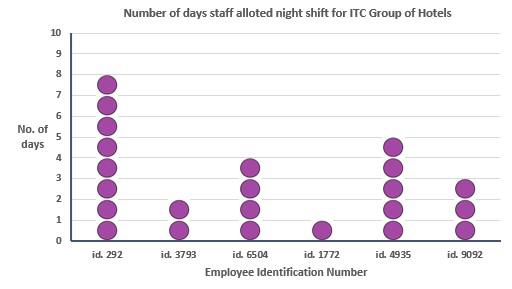 Number of days staff alloted night shift for ITC Group of Hotels
10
9
8
7
6
5
4
3
2
1
0
No. of
days
id. 292 id. 3793 id. 6504 id. 1772 id. 4935 id. 9092
Employee Identification Number